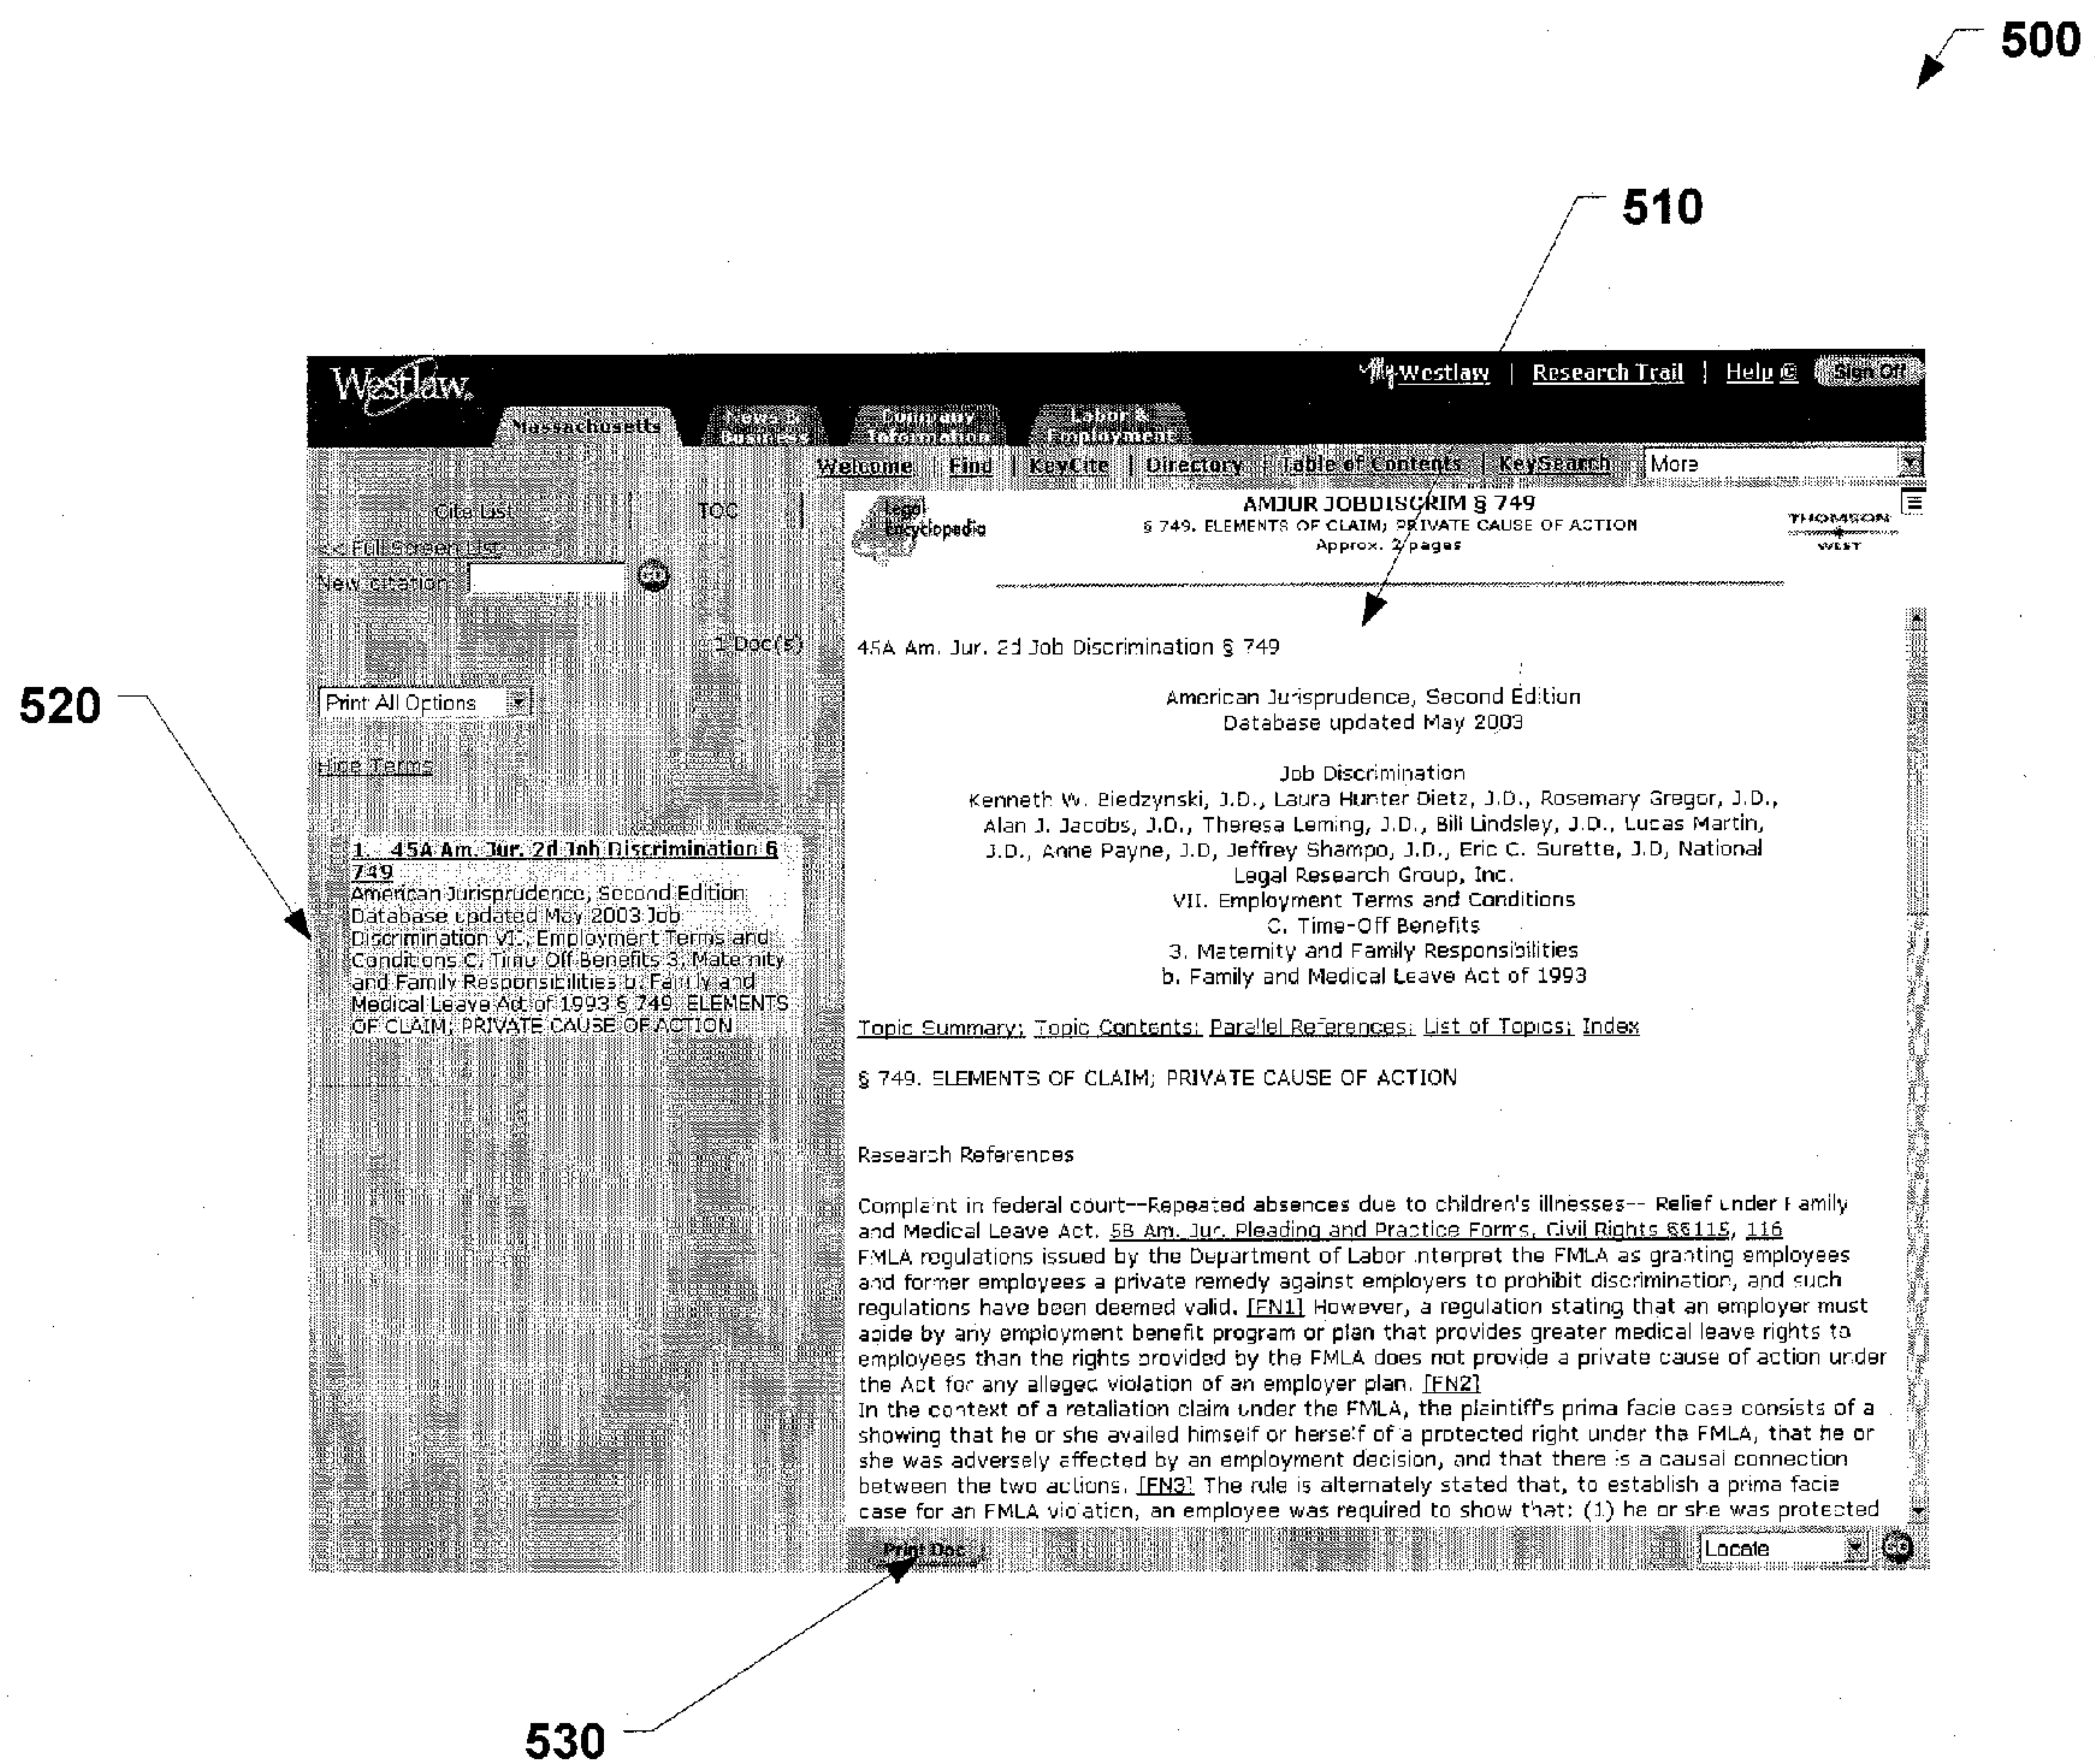 500
510
Westlaw.
My Westlaw | Research Trail | Help Sign Off
Massachusetts
News & Business
Company Information
Labor & Employment
Welcome | Find | KeyCite | Directory | Table of Contents | KeySearch More
Cite List TOC
<< Full Screen List
New citation: GO
1 Doc(s)
520
Print All Options
Hide Terms
1. 45A Am. Jur. 2d Job Discrimination §
749
American Jurisprudence, Second Edition
Database updated May 2003 Job
Discrimination VII. Employment Terms and
Conditions C. Time-Off Benefits 3. Maternity
and Family Responsibilities b. Family and
Medical Leave Act of 1993 § 749. ELEMENTS
OF CLAIM; PRIVATE CAUSE OF ACTION
Legal
Encyclopedia
AMJUR JOBDISCRIM § 749
§ 749. ELEMENTS OF CLAIM; PRIVATE CAUSE OF ACTION
Approx. 2 pages
THOMSON
WEST
45A Am. Jur. 2d Job Discrimination § 749
American Jurisprudence, Second Edition
Database updated May 2003
Job Discrimination
Kenneth W. Biedzynski, J.D., Laura Hunter Dietz, J.D., Rosemary Gregor, J.D.,
Alan J. Jacobs, J.D., Theresa Leming, J.D., Bill Lindsley, J.D., Lucas Martin,
J.D., Anne Payne, J.D, Jeffrey Shampo, J.D., Eric C. Surette, J.D, National
Legal Research Group, Inc.
VII. Employment Terms and Conditions
C. Time-Off Benefits
3. Maternity and Family Responsibilities
b. Family and Medical Leave Act of 1993
Topic Summary; Topic Contents; Parallel References; List of Topics; Index
§ 749. ELEMENTS OF CLAIM; PRIVATE CAUSE OF ACTION
Research References
Complaint in federal court--Repeated absences due to children's illnesses-- Relief under Family
and Medical Leave Act. 5B Am. Jur. Pleading and Practice Forms, Civil Rights §§115, 116
FMLA regulations issued by the Department of Labor interpret the FMLA as granting employees
and former employees a private remedy against employers to prohibit discrimination, and such
regulations have been deemed valid. [FN1] However, a regulation stating that an employer must
abide by any employment benefit program or plan that provides greater medical leave rights to
employees than the rights provided by the FMLA does not provide a private cause of action under
the Act for any alleged violation of an employer plan. [FN2]
In the context of a retaliation claim under the FMLA, the plaintiff's prima facie case consists of a
showing that he or she availed himself or herself of a protected right under the FMLA, that he or
she was adversely affected by an employment decision, and that there is a causal connection
between the two actions. [FN3] The rule is alternately stated that, to establish a prima facie
case for an FMLA violation, an employee was required to show that: (1) he or she was protected
Print Doc Locate GO
530